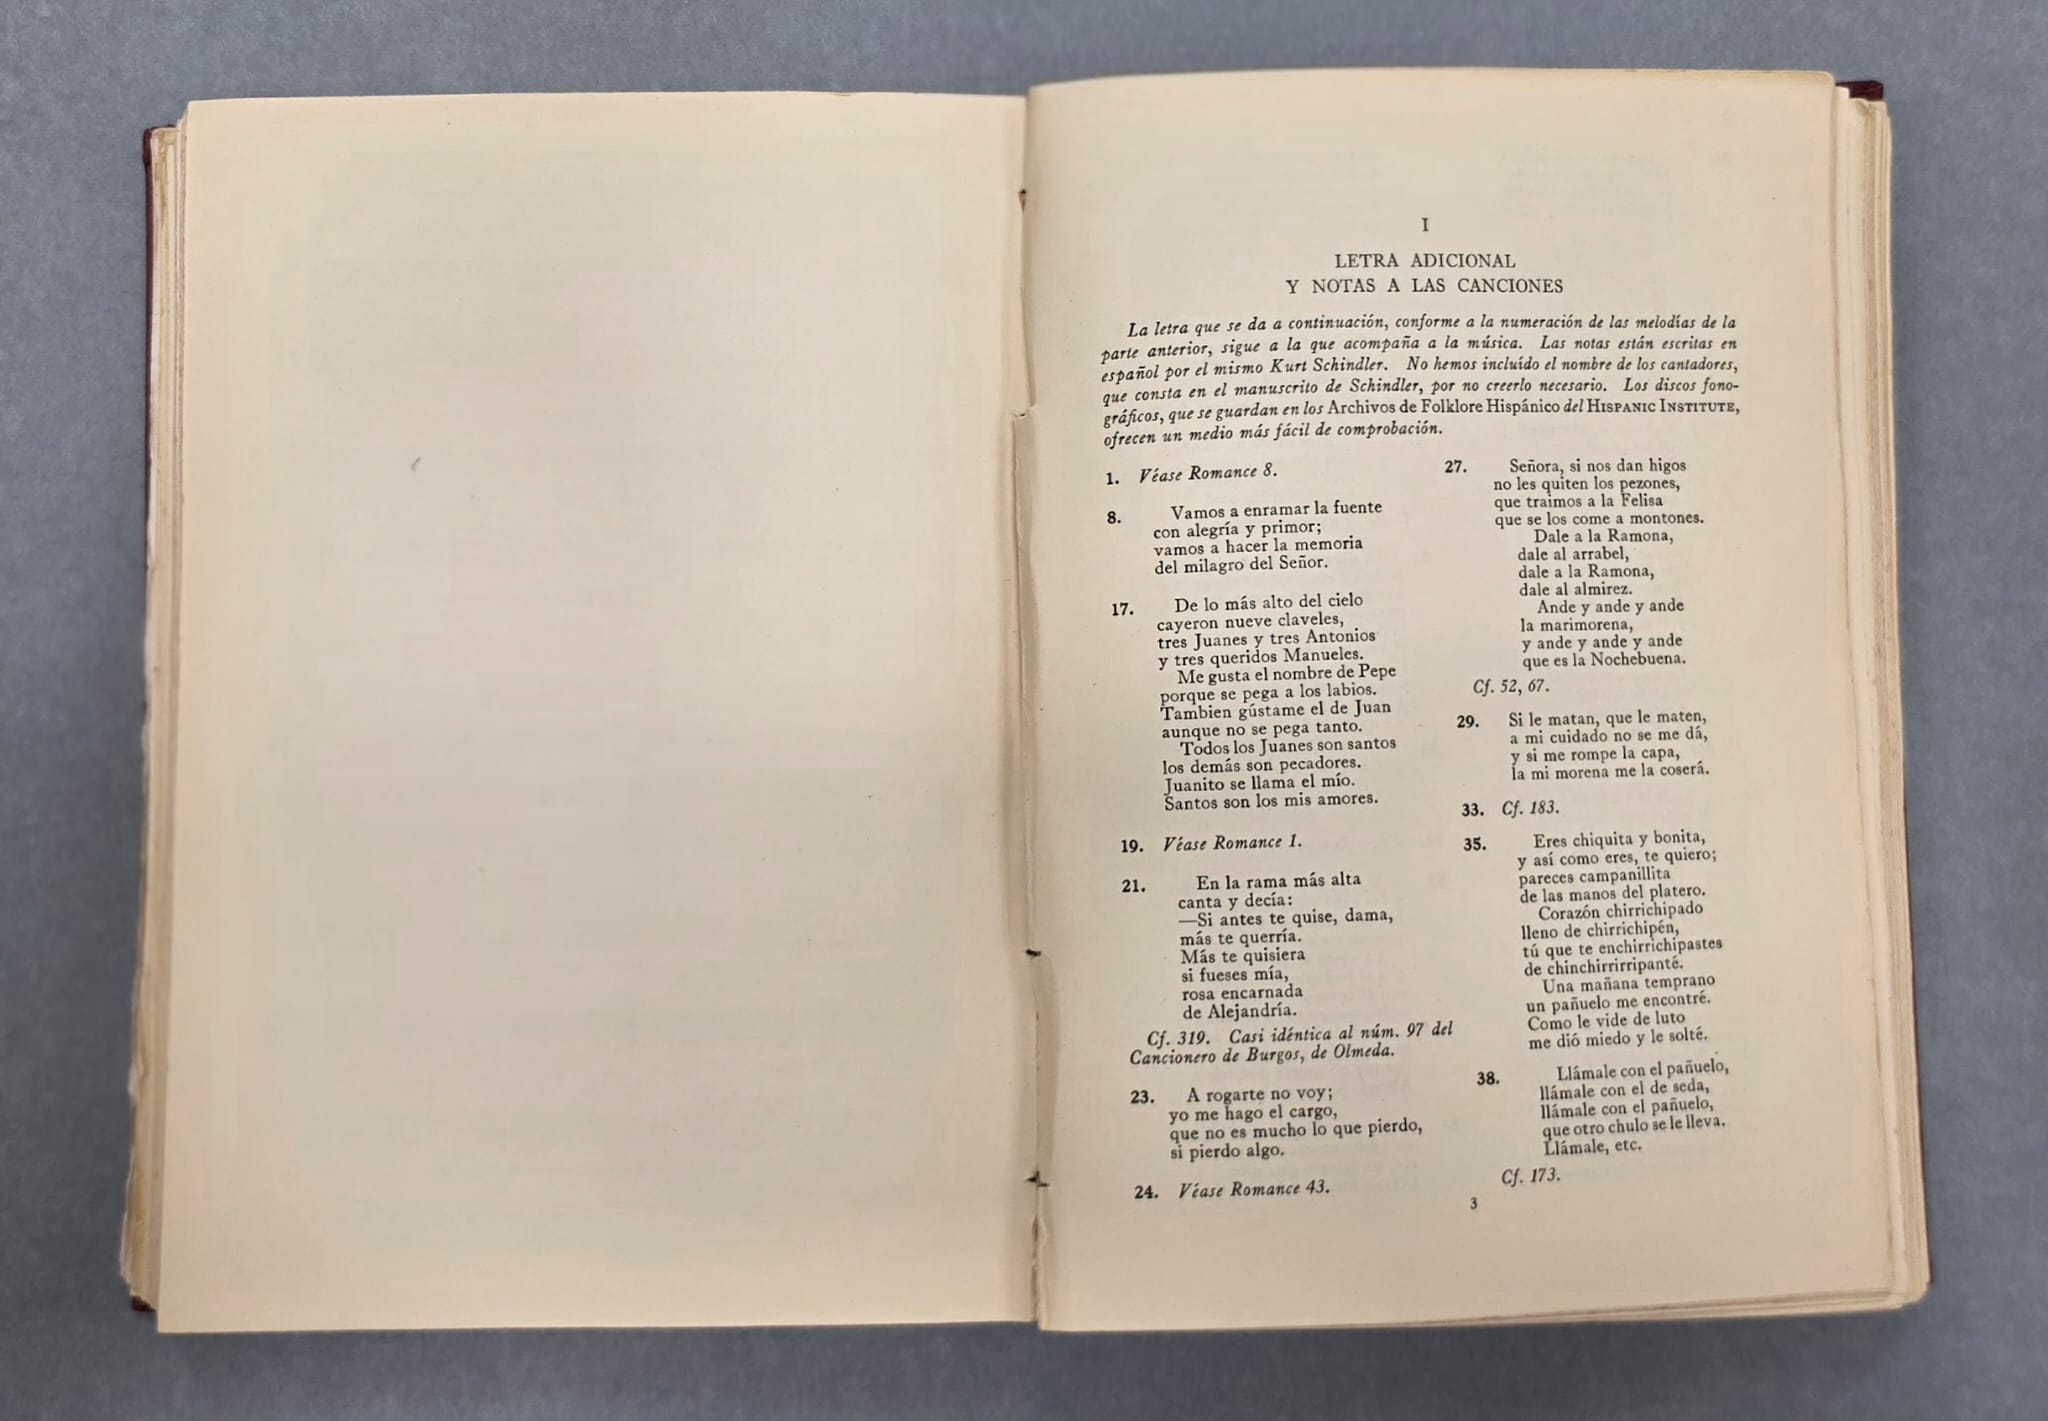 I
LETRA ADICIONAL
Y NOTAS A LAS CANCIONES
La letra que se da a continuación, conforme a la numeración de las melodías de la
parte anterior, sigue a la que acompaña a la música. Las notas están escritas en
español por el mismo Kurt Schindler. No hemos incluído el nombre de los cantadores,
que consta en el manuscrito de Schindler, por no creerlo necesario. Los discos fono-
gráficos, que se guardan en los Archivos de Folklore Hispánico del HISPANIC INSTITUTE,
ofrecen un medio más fácil de comprobación.
1. Véase Romance 8.
8. Vamos a enramar la fuente
con alegría y primor;
vamos a hacer la memoria
del milagro del Señor.
17. De lo más alto del cielo
cayeron nueve claveles,
tres Juanes y tres Antonios
y tres queridos Manueles.
Me gusta el nombre de Pepe
porque se pega a los labios.
Tambien gústame el de Juan
aunque no se pega tanto.
Todos los Juanes son santos
los demás son pecadores.
Juanito se llama el mío.
Santos son los mis amores.
19. Véase Romance 1.
21. En la rama más alta
canta y decía:
—Si antes te quise, dama,
más te querría.
Más te quisiera
si fueses mía,
rosa encarnada
de Alejandría.
Cf. 319. Casi idéntica al núm. 97 del
Cancionero de Burgos, de Olmeda.
23. A rogarte no voy;
yo me hago el cargo,
que no es mucho lo que pierdo,
si pierdo algo.
24. Véase Romance 43.
27. Señora, si nos dan higos
no les quiten los pezones,
que traimos a la Felisa
que se los come a montones.
Dale a la Ramona,
dale al arrabel,
dale a la Ramona,
dale al almirez.
Ande y ande y ande
la marimorena,
y ande y ande y ande
que es la Nochebuena.
Cf. 52, 67.
29. Si le matan, que le maten,
a mi cuidado no se me dá,
y si me rompe la capa,
la mi morena me la coserá.
33. Cf. 183.
35. Eres chiquita y bonita,
y así como eres, te quiero;
pareces campanillita
de las manos del platero.
Corazón chirrichipado
lleno de chirrichipén,
tú que te enchirrichipastes
de chinchirrirripanté.
Una mañana temprano
un pañuelo me encontré.
Como le vide de luto
me dió miedo y le solté.
38. Llámale con el pañuelo,
llámale con el de seda,
llámale con el pañuelo,
que otro chulo se le lleva.
Llámale, etc.
Cf. 173.
3